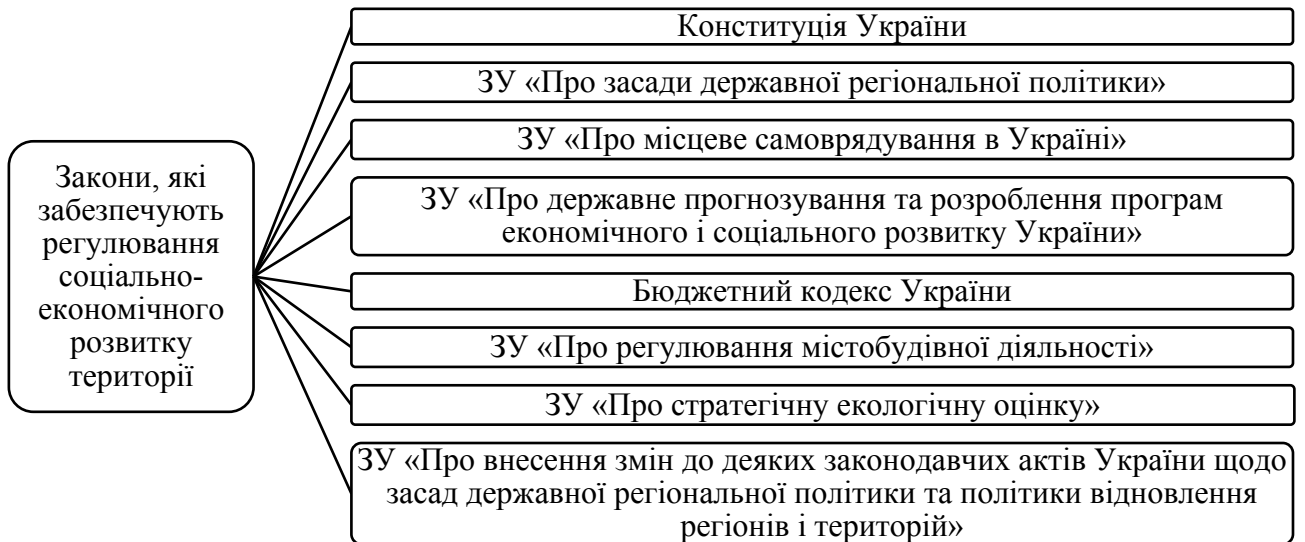 Закони, які
забезпечують
регулювання
соціально-
економічного
розвитку
території
Конституція України
ЗУ «Про засади державної регіональної політики»
ЗУ «Про місцеве самоврядування в Україні»
ЗУ «Про державне прогнозування та розроблення програм
економічного і соціального розвитку України»
Бюджетний кодекс України
ЗУ «Про регулювання містобудівної діяльності»
ЗУ «Про стратегічну екологічну оцінку»
ЗУ «Про внесення змін до деяких законодавчих актів України щодо
засад державної регіональної політики та політики відновлення
регіонів і територій»